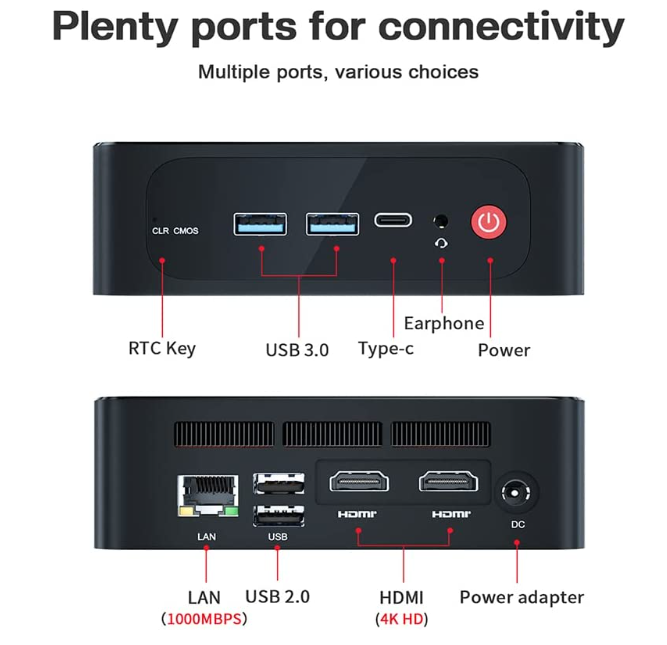 Plenty ports for connectivity
Multiple ports, various choices
CLR CMOS
Earphone
RTC Key
USB 3.0
Type-c
Power
HDMI
HDMI
DC
LAN
USB
LAN
USB 2.0
HDMI
Power adapter
(1000MBPS)
(4K HD)